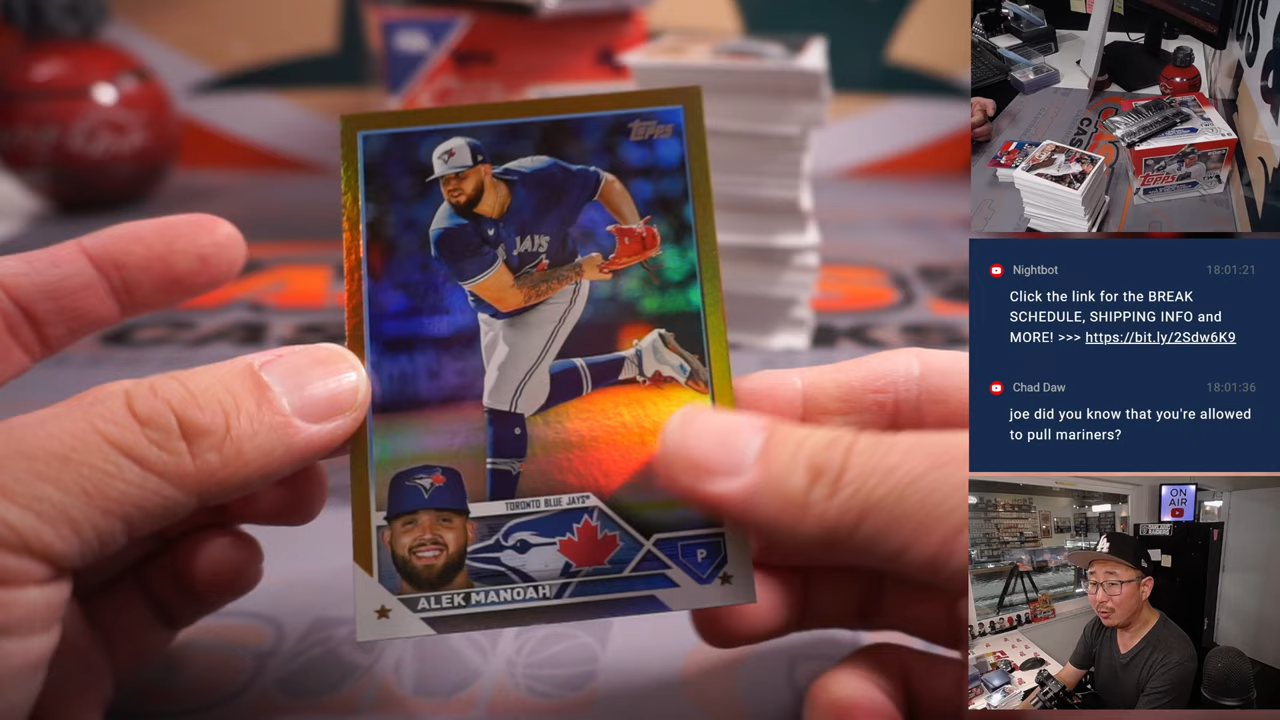 Topps
JAYS
TORONTO BLUE JAYS
P
ALEK MANOAH
Topps
Nightbot 18:01:21
Click the link for the BREAK
SCHEDULE, SHIPPING INFO and
MORE! >>> https://bit.ly/2Sdw6K9
Chad Daw 18:01:36
joe did you know that you're allowed
to pull mariners?
ON
AIR